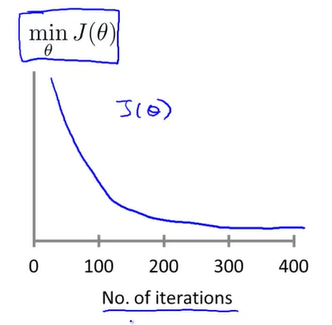 min J(θ)
θ
J(θ)
0 100 200 300 400
No. of iterations